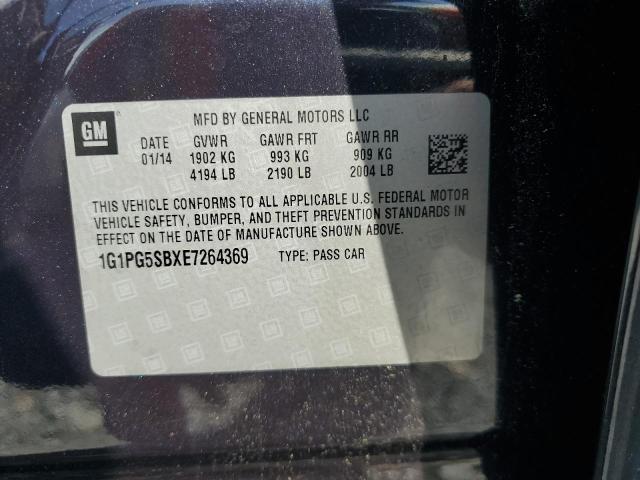 GM
MFD BY GENERAL MOTORS LLC
DATE GVWR GAWR FRT GAWR RR
01/14 1902 KG 993 KG 909 KG
4194 LB 2190 LB 2004 LB
THIS VEHICLE CONFORMS TO ALL APPLICABLE U.S. FEDERAL MOTOR
VEHICLE SAFETY, BUMPER, AND THEFT PREVENTION STANDARDS IN
EFFECT ON THE DATE OF MANUFACTURE SHOWN ABOVE.
1G1PG5SBXE7264369 TYPE: PASS CAR